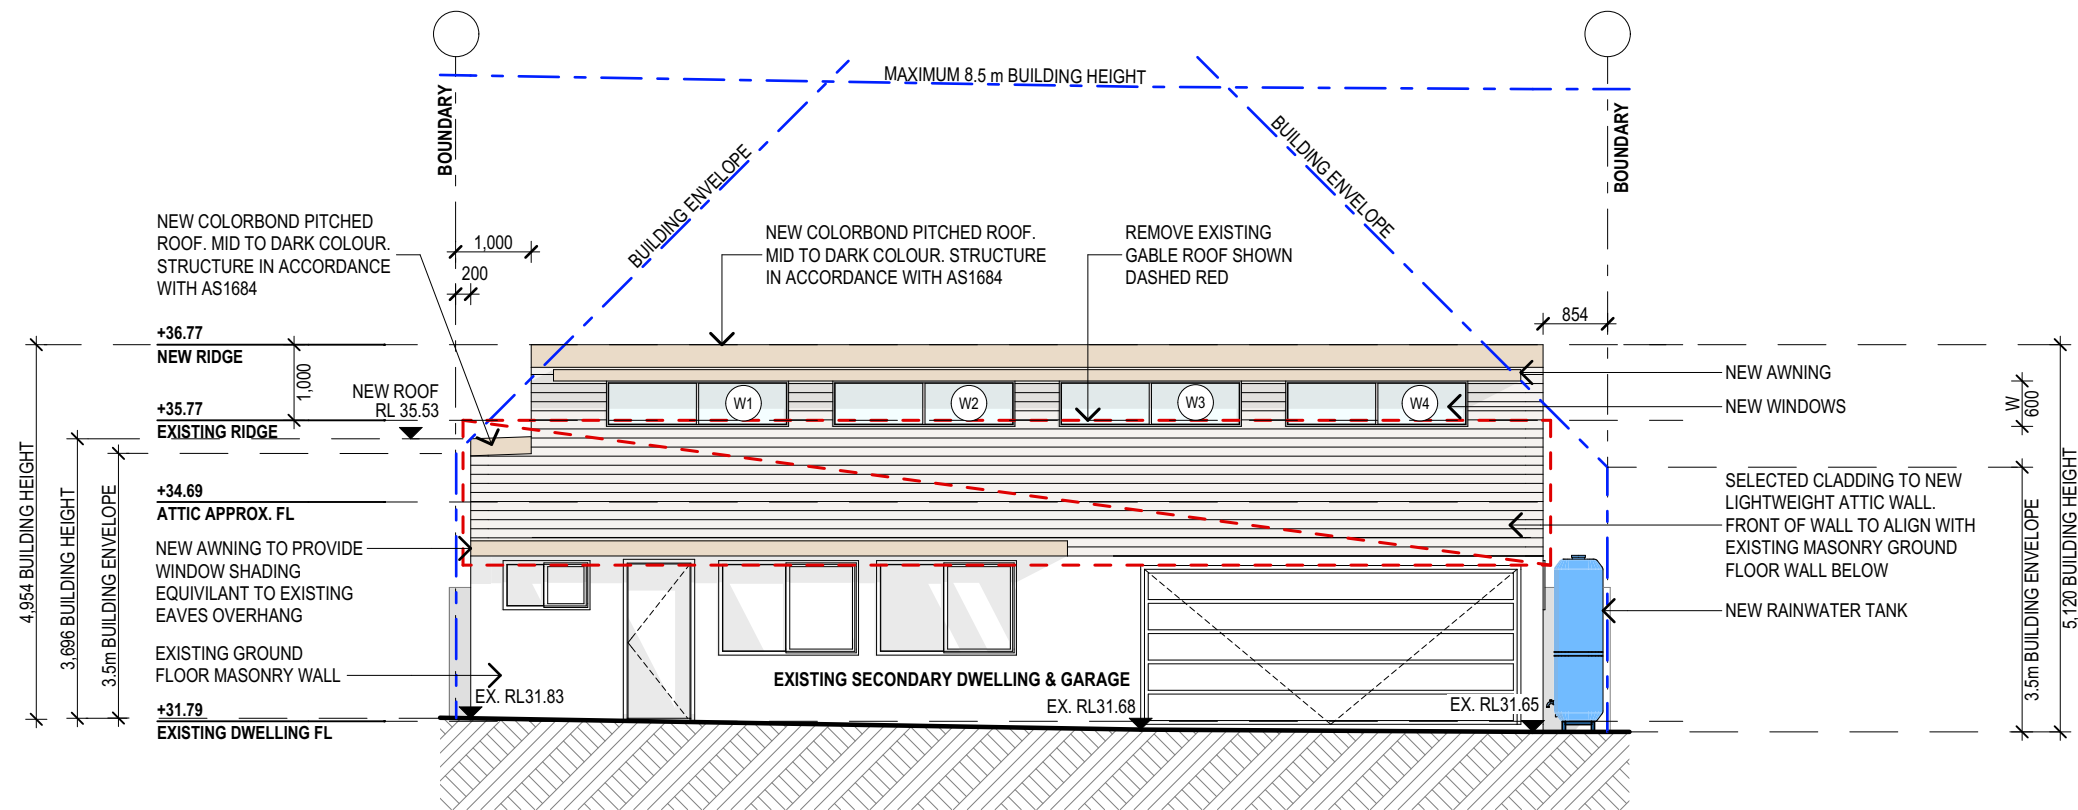 MAXIMUM 8.5 m BUILDING HEIGHT
BOUNDARY
BOUNDARY
BUILDING ENVELOPE
BUILDING ENVELOPE
NEW COLORBOND PITCHED
ROOF. MID TO DARK COLOUR.
STRUCTURE IN ACCORDANCE
WITH AS1684
1,000
200
NEW COLORBOND PITCHED ROOF.
MID TO DARK COLOUR. STRUCTURE
IN ACCORDANCE WITH AS1684
REMOVE EXISTING
GABLE ROOF SHOWN
DASHED RED
854
+36.77
NEW RIDGE
1,000
NEW ROOF
RL 35.53
+35.77
EXISTING RIDGE
W1
W2
W3
W4
NEW AWNING
NEW WINDOWS
W
600
4,954 BUILDING HEIGHT
3,696 BUILDING HEIGHT
3.5m BUILDING ENVELOPE
+34.69
ATTIC APPROX. FL
NEW AWNING TO PROVIDE
WINDOW SHADING
EQUIVILANT TO EXISTING
EAVES OVERHANG
EXISTING GROUND
FLOOR MASONRY WALL
+31.79
EXISTING DWELLING FL
EX. RL31.83
EXISTING SECONDARY DWELLING & GARAGE
EX. RL31.68
EX. RL31.65
SELECTED CLADDING TO NEW
LIGHTWEIGHT ATTIC WALL.
FRONT OF WALL TO ALIGN WITH
EXISTING MASONRY GROUND
FLOOR WALL BELOW
NEW RAINWATER TANK
3.5m BUILDING ENVELOPE
5,120 BUILDING HEIGHT